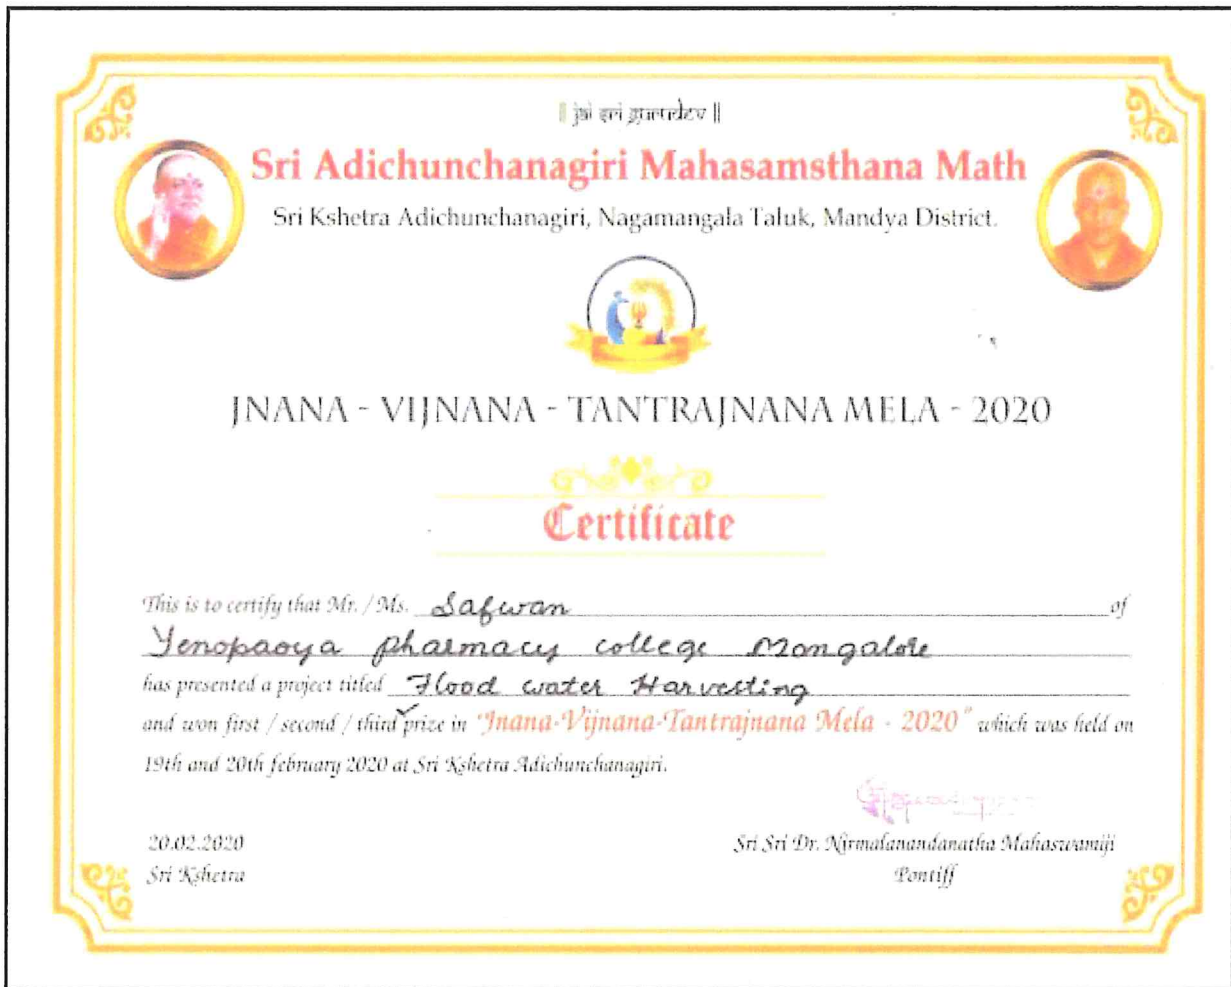 || jai sri gurudev ||
Sri Adichunchanagiri Mahasamsthana Math
Sri Kshetra Adichunchanagiri, Nagamangala Taluk, Mandya District.
JNANA - VIJNANA - TANTRAJNANA MELA - 2020
Certificate
This is to certify that Mr. / Ms. Safwan of
Yenopaoya pharmacy college Mangalore
has presented a project titled Flood water Harvesting
and won first / second / third ✓ prize in "Jnana-Vijnana-Tantrajnana Mela - 2020" which was held on
19th and 20th february 2020 at Sri Kshetra Adichunchanagiri.
20.02.2020
Sri Kshetra
Sri Sri Dr. Nirmalanandanatha Mahaswamiji
Pontiff